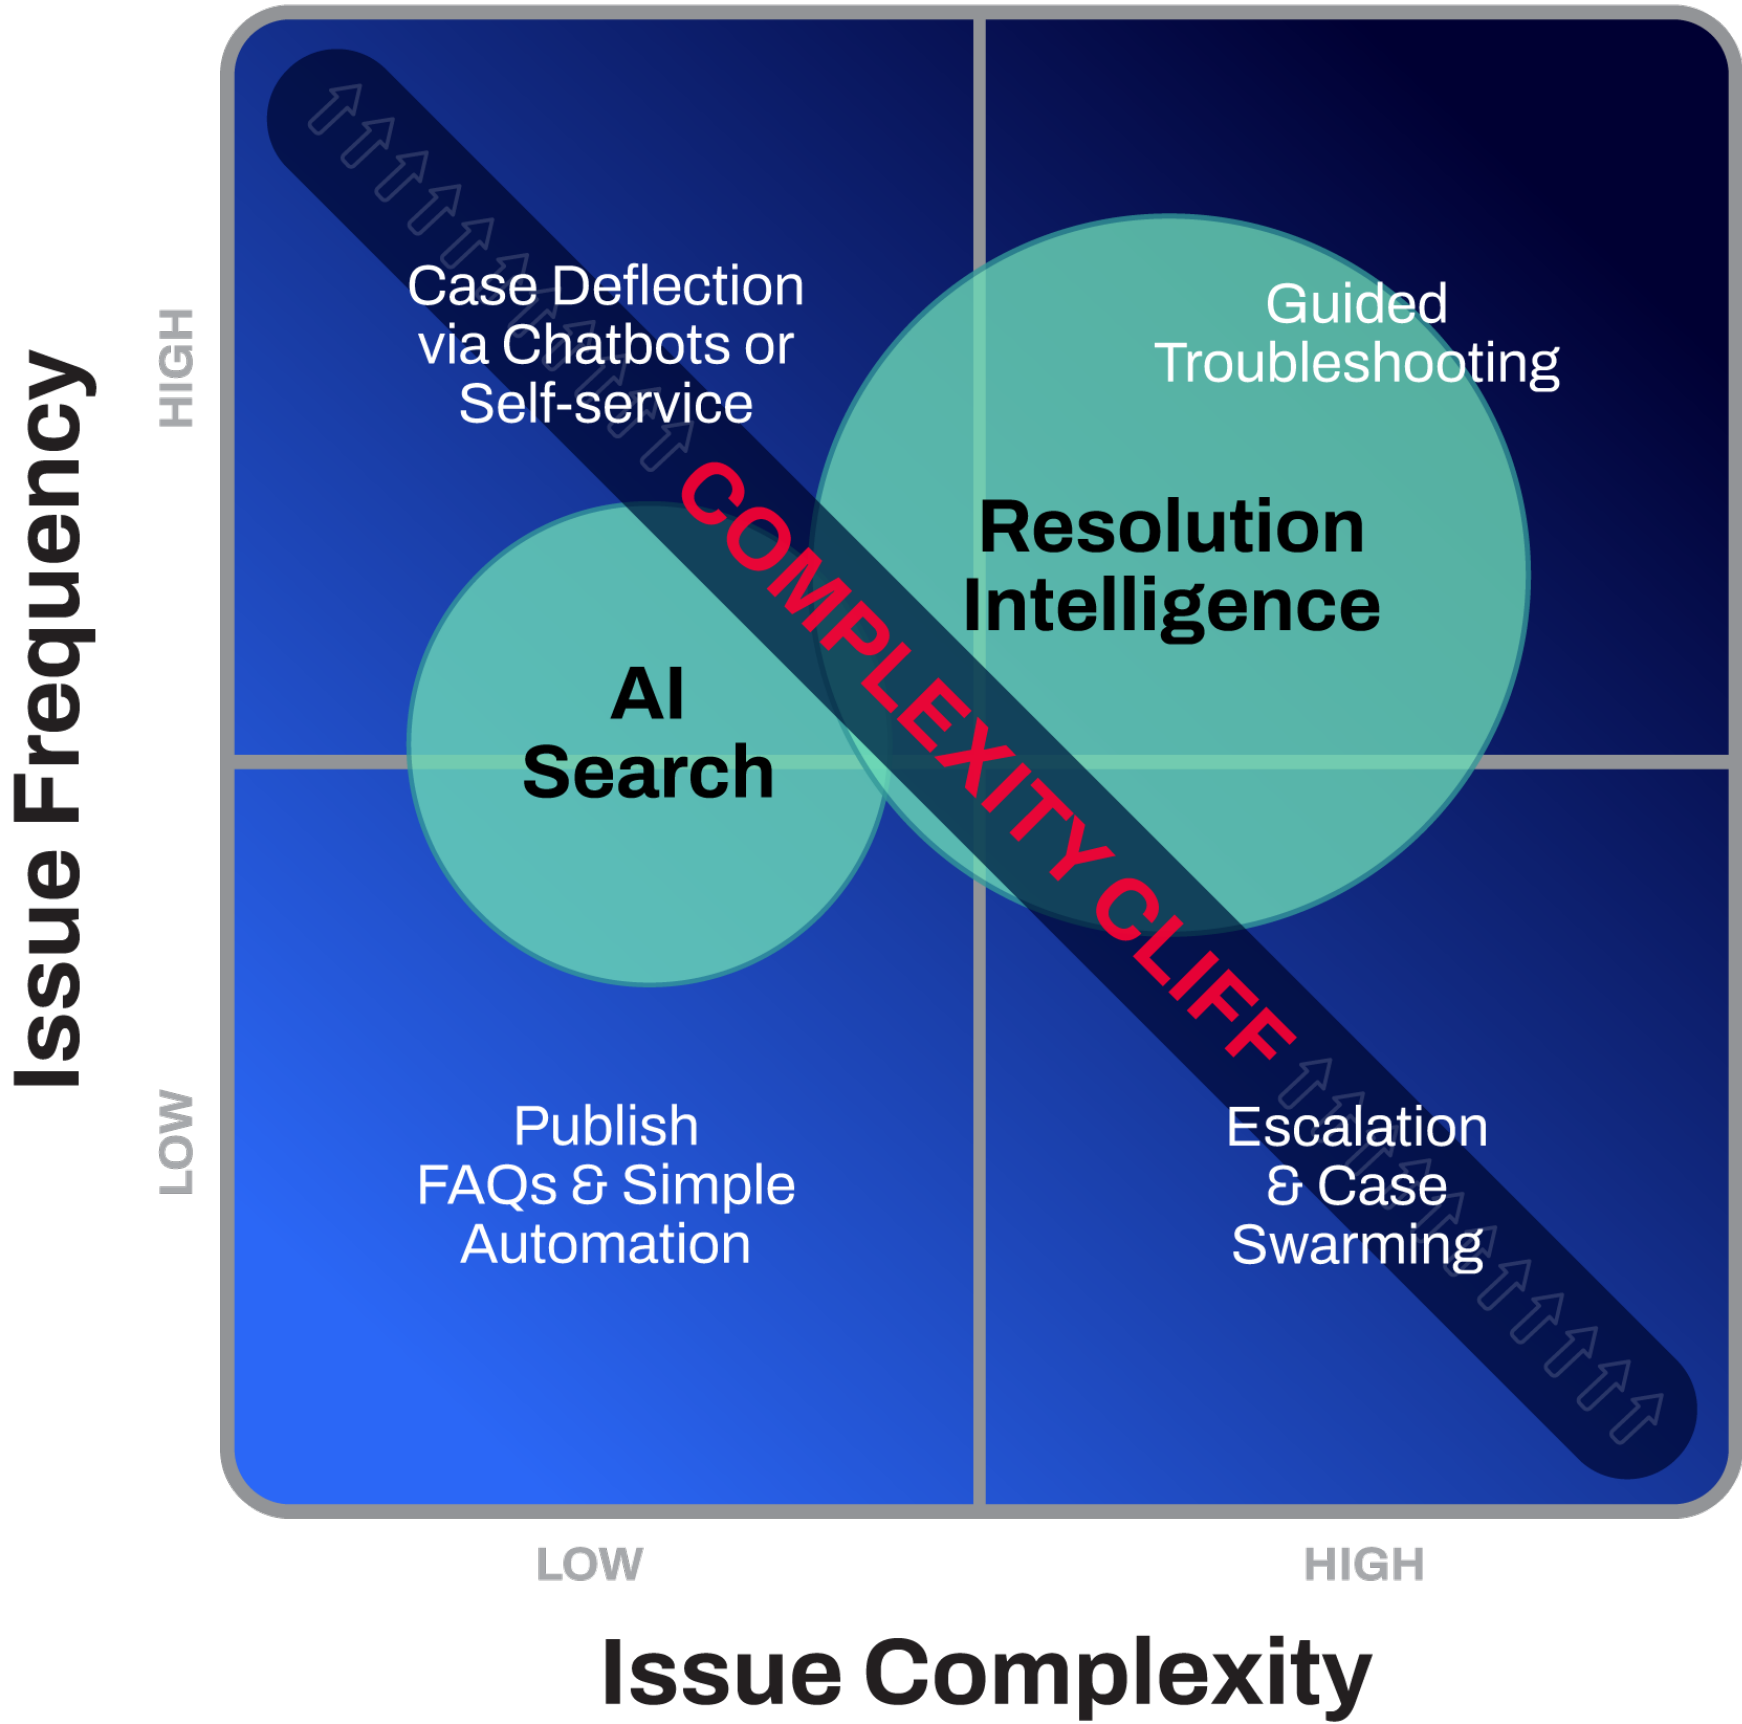 Issue Frequency
HIGH
LOW
Case Deflection
via Chatbots or
Self-service
Guided
Troubleshooting
Resolution
Intelligence
AI
Search
COMPLEXITY CLIFF
Publish
FAQs & Simple
Automation
Escalation
& Case
Swarming
LOW
HIGH
Issue Complexity